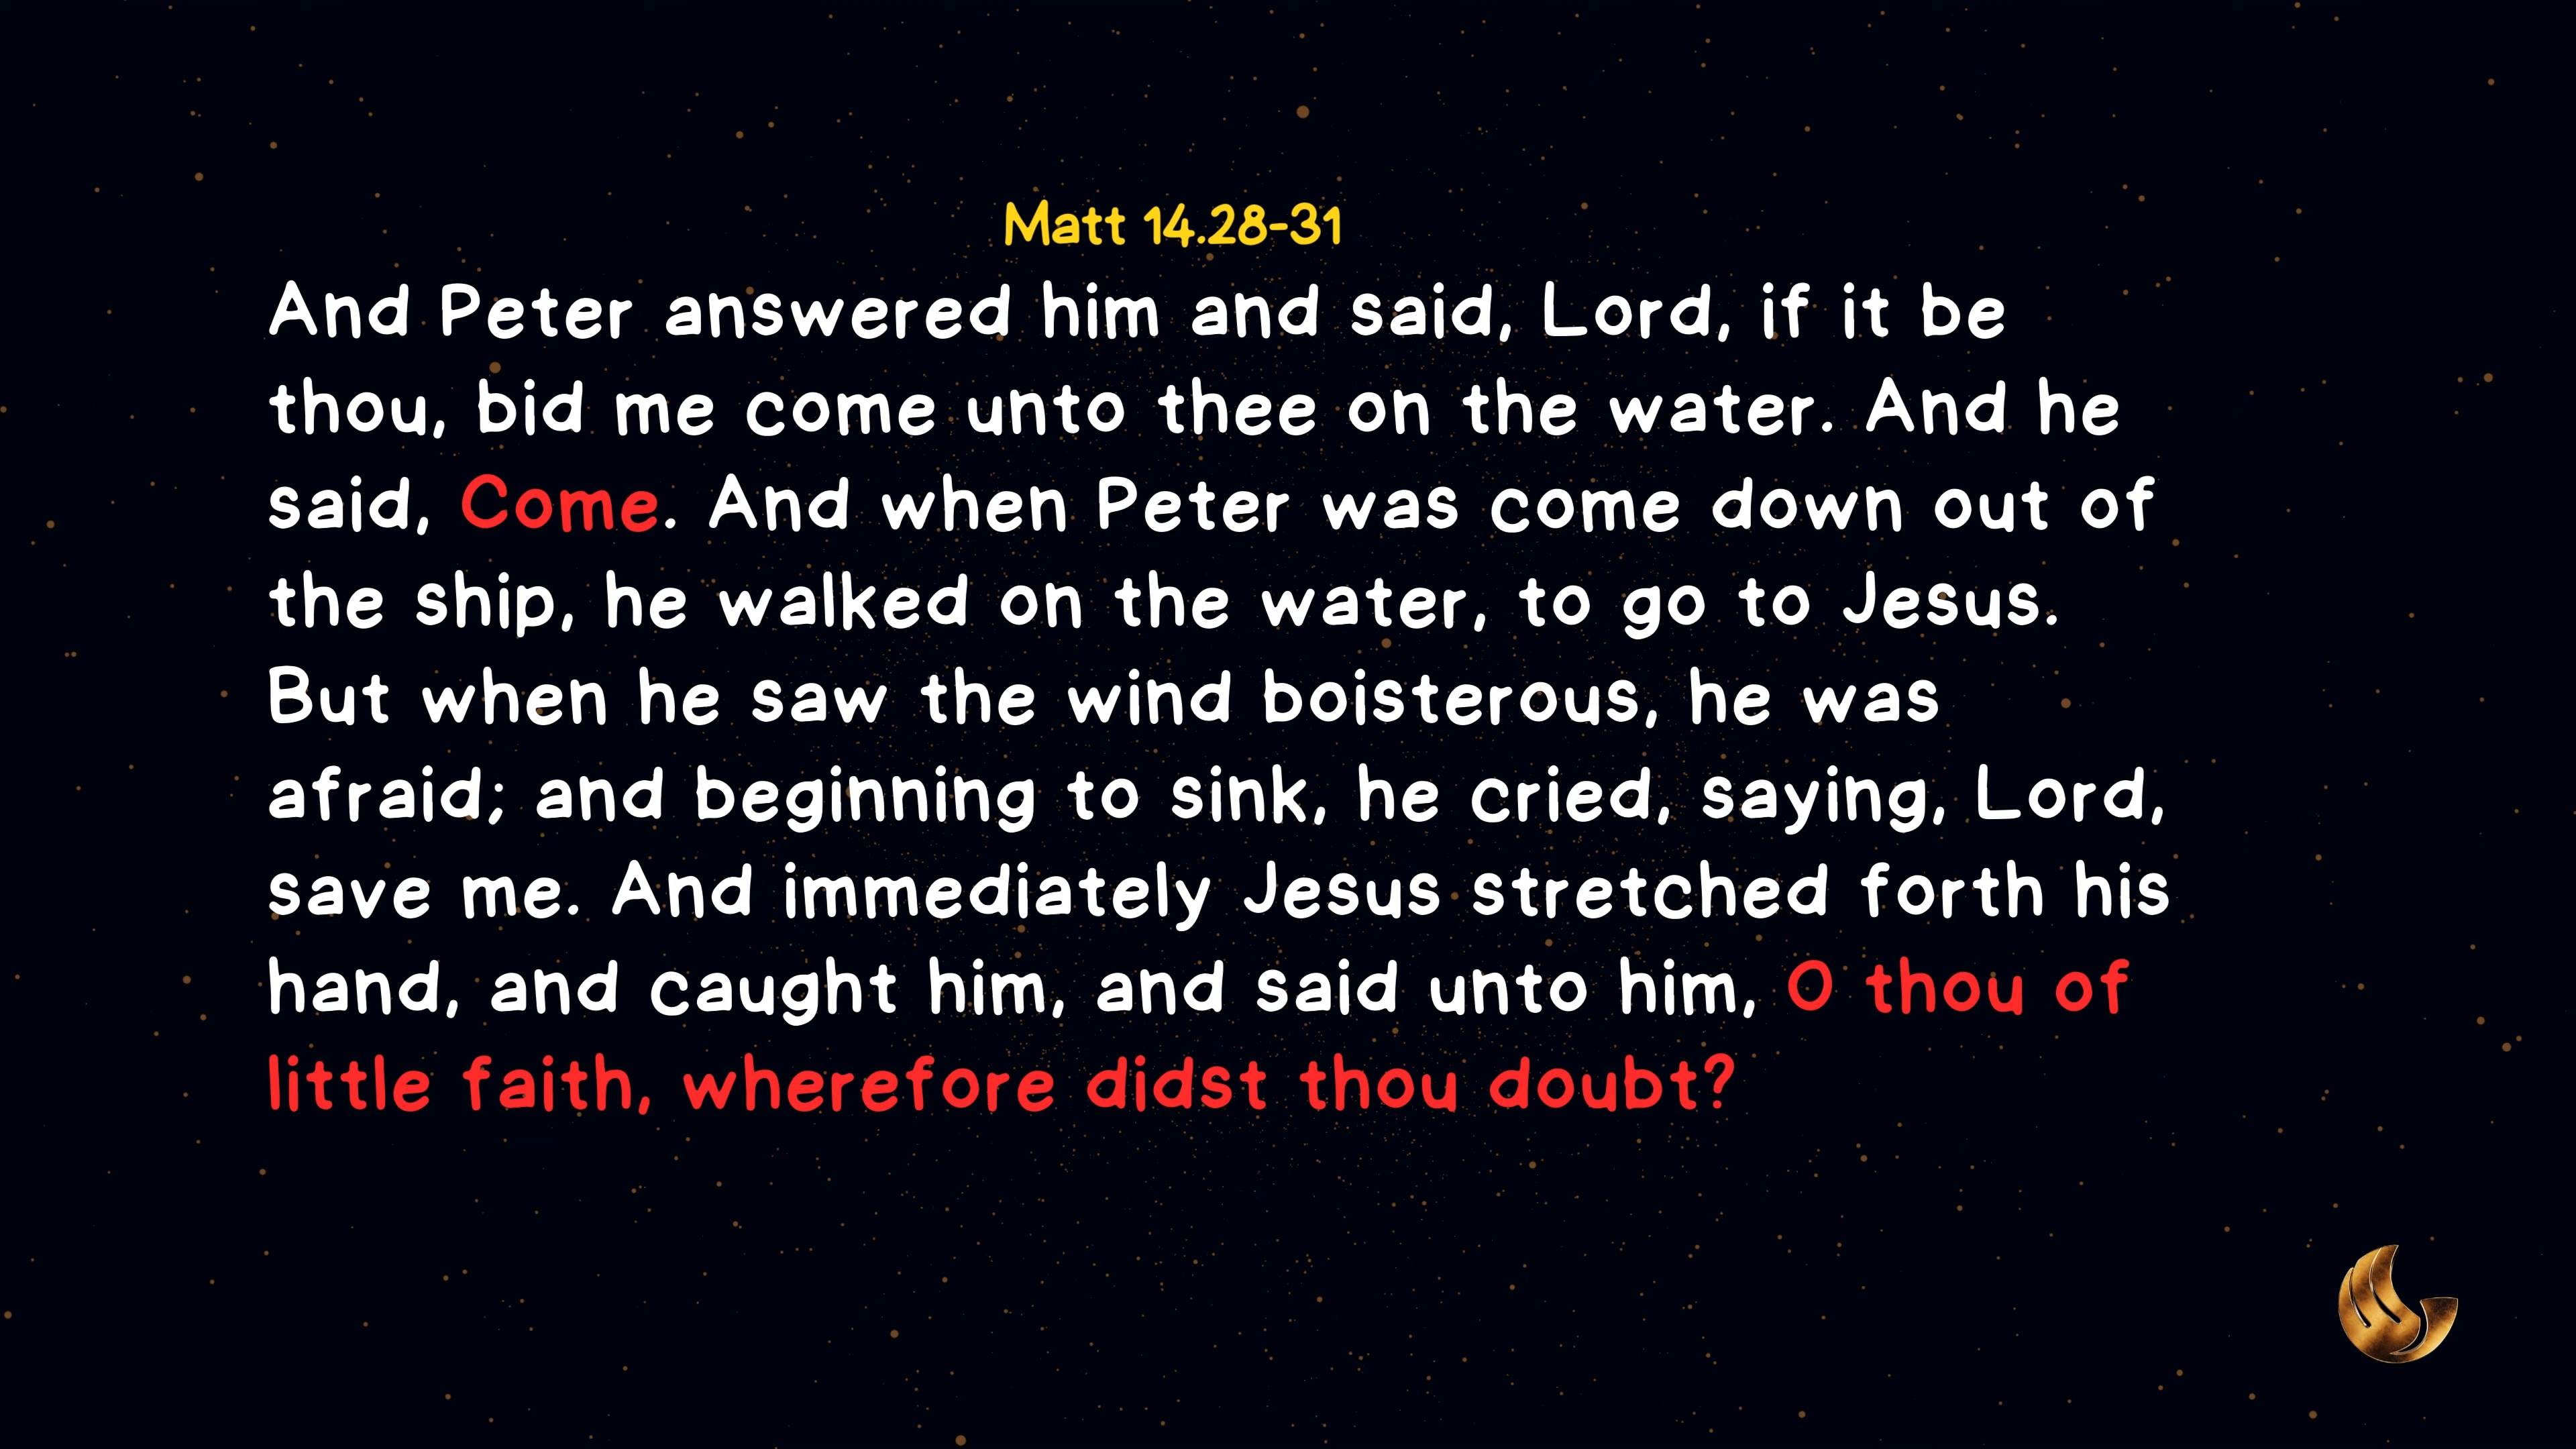 Matt 14.28-31
And Peter answered him and said, Lord, if it be
thou, bid me come unto thee on the water. And he
said, Come. And when Peter was come down out of
the ship, he walked on the water, to go to Jesus.
But when he saw the wind boisterous, he was
afraid; and beginning to sink, he cried, saying, Lord,
save me. And immediately Jesus stretched forth his
hand, and caught him, and said unto him, O thou of
little faith, wherefore didst thou doubt?